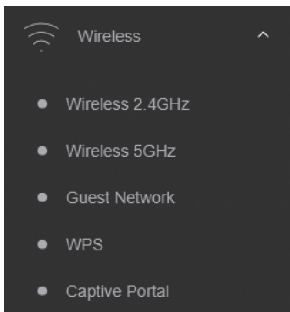 Wireless
Wireless 2.4GHz
Wireless 5GHz
Guest Network
WPS
Captive Portal